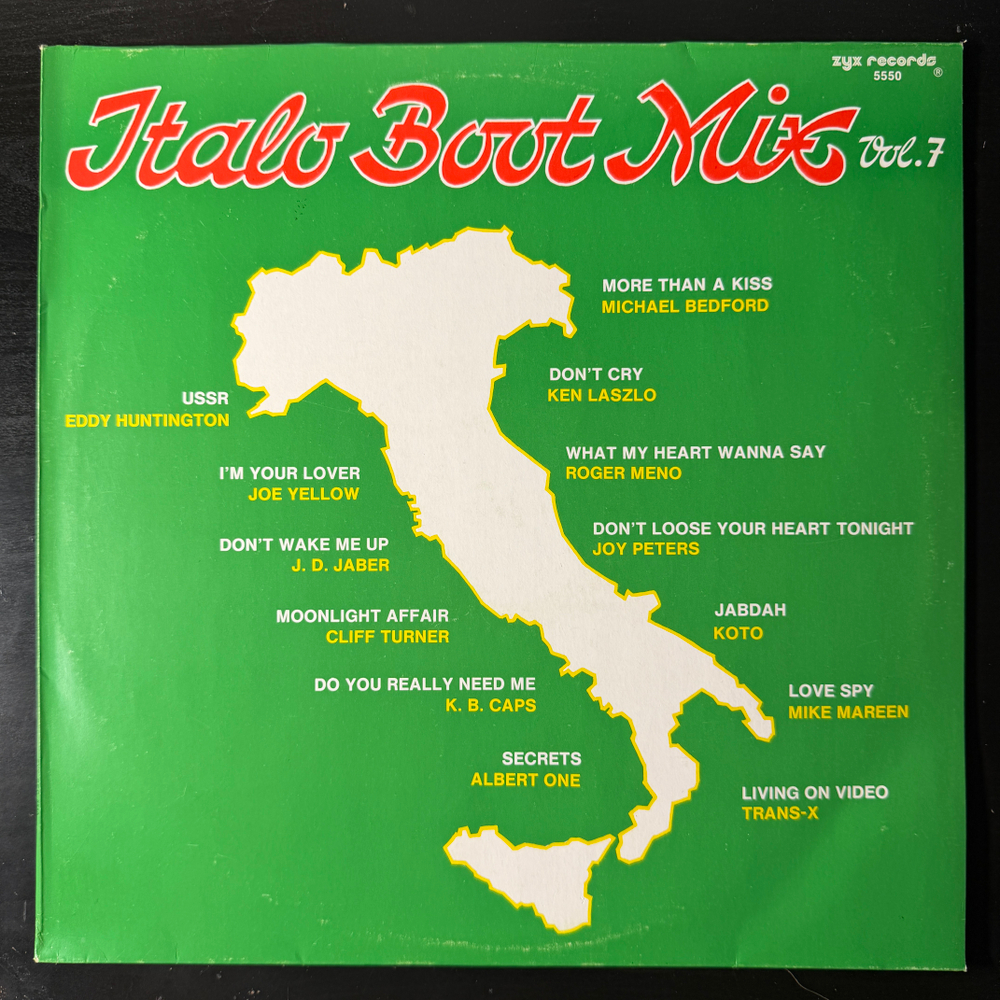 zyx records
5550 ®
Italo Boot Mix Vol.7
MORE THAN A KISS
MICHAEL BEDFORD
DON'T CRY
KEN LASZLO
USSR
EDDY HUNTINGTON
WHAT MY HEART WANNA SAY
ROGER MENO
I'M YOUR LOVER
JOE YELLOW
DON'T LOOSE YOUR HEART TONIGHT
JOY PETERS
DON'T WAKE ME UP
J. D. JABER
JABDAH
KOTO
MOONLIGHT AFFAIR
CLIFF TURNER
DO YOU REALLY NEED ME
K. B. CAPS
LOVE SPY
MIKE MAREEN
SECRETS
ALBERT ONE
LIVING ON VIDEO
TRANS-X